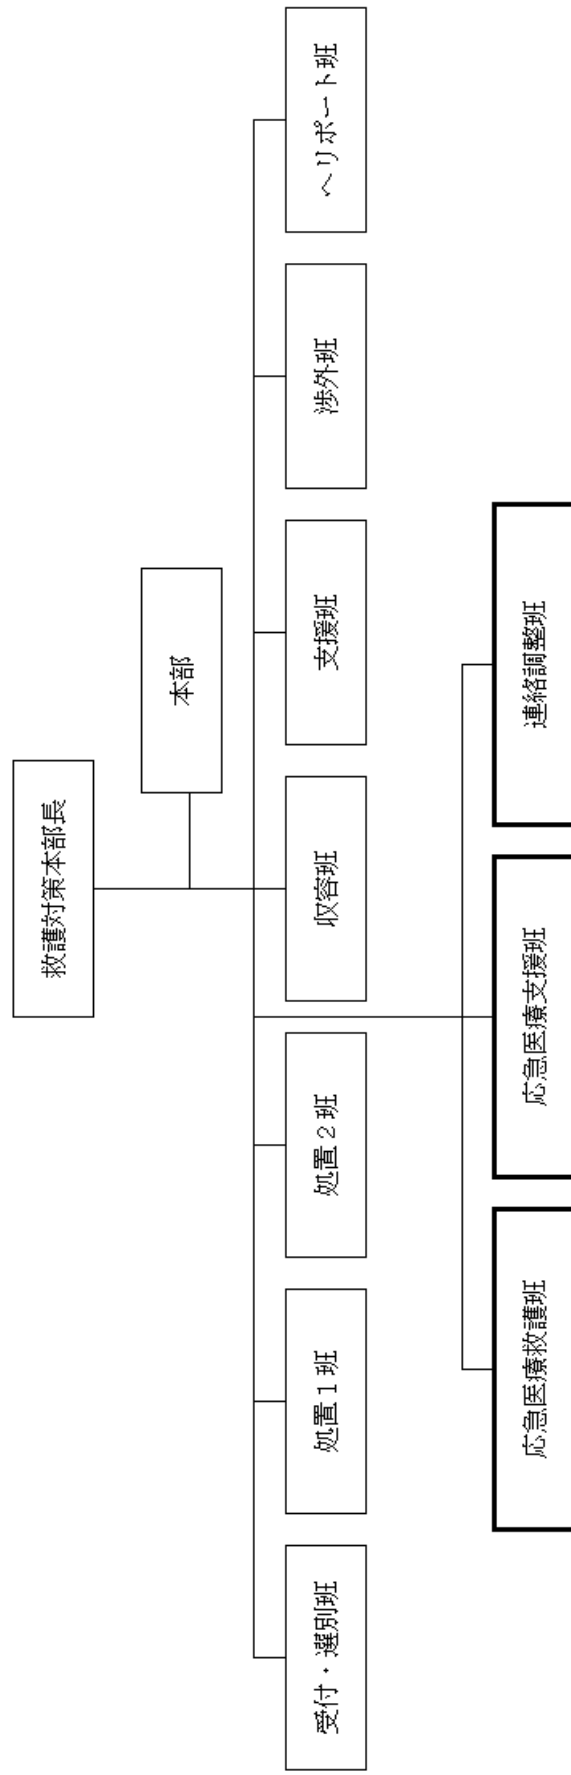 救護対策本部長
本部
受付・選別班
処置１班
処置２班
収容班
支援班
渉外班
ヘリポート班
応急医療救護班
応急医療支援班
連絡調整班